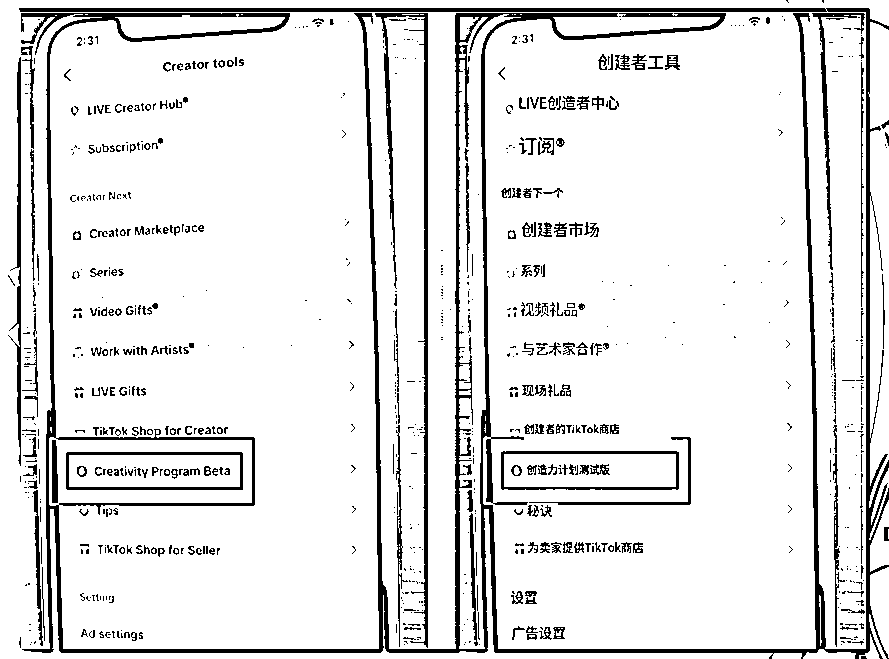 2:31
Creator tools
LIVE Creator Hub
Subscription
Creator Next
Creator Marketplace
Series
Video Gifts
Work with Artists
LIVE Gifts
TikTok Shop for Creator
Creativity Program Beta
Tips
TikTok Shop for Seller
Setting
Ad settings
2:31
创建者工具
LIVE创造者中心
订阅
创建者下一个
创建者市场
系列
视频礼品
与艺术家合作
现场礼品
创建者的TikTok商店
创造力计划测试版
秘诀
为卖家提供TikTok商店
设置
广告设置